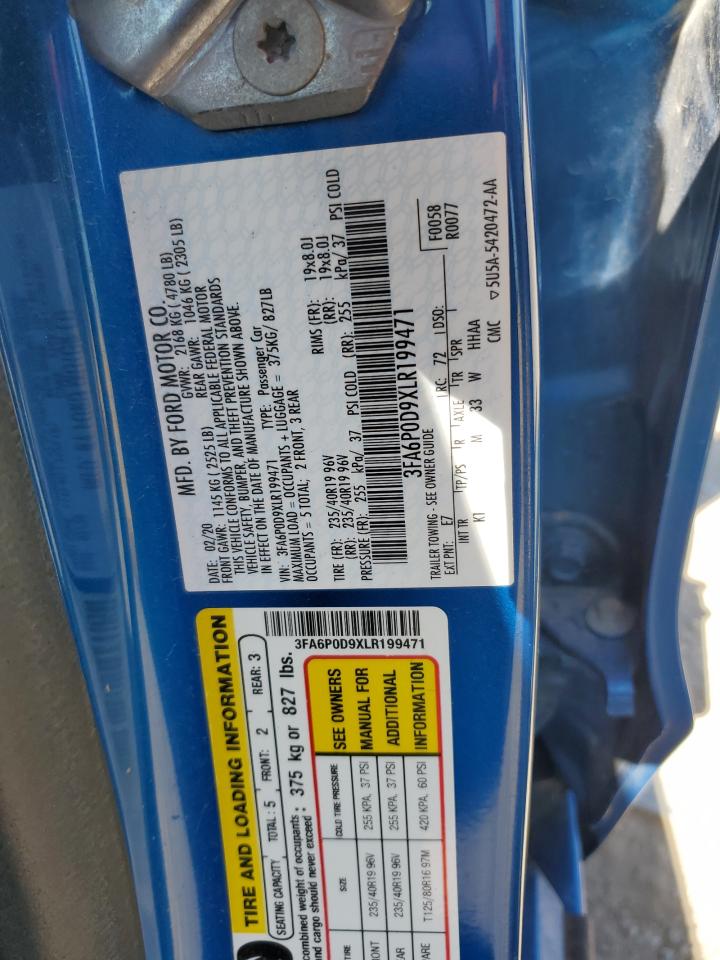 MFD. BY FORD MOTOR CO.
DATE: 02/20 GVWR: 2168 KG ( 4780 LB)
FRONT GAWR: 1145 KG ( 2525 LB) REAR GAWR: 1046 KG ( 2305 LB)
THIS VEHICLE CONFORMS TO ALL APPLICABLE FEDERAL MOTOR
VEHICLE SAFETY, BUMPER, AND THEFT PREVENTION STANDARDS
IN EFFECT ON THE DATE OF MANUFACTURE SHOWN ABOVE.
VIN: 3FA6P0D9XLR199471 TYPE: Passenger Car
MAXIMUM LOAD = OCCUPANTS + LUGGAGE = 375KG/ 827LB
OCCUPANTS = 5 TOTAL; 2 FRONT, 3 REAR
TIRE (FR): 235/40R19 96V RIMS (FR): 19x8.0J
(RR): 235/40R19 96V (RR): 19x8.0J
PRESSURE (FR): 255 kPa/ 37 PSI COLD (RR): 255 kPa/ 37 PSI COLD
3FA6P0D9XLR199471
TRAILER TOWING - SEE OWNER GUIDE F0058
R0077
EXT PNT: E7 RC: 72 DSO:
INT TR TP/PS R AXLE TR SPR
K1 M 33 W HHAA
CMC ▽5U5A-5420472-AA
3FA6P0D9XLR199471
TIRE AND LOADING INFORMATION
SEATING CAPACITY TOTAL: 5 FRONT: 2 REAR: 3
combined weight of occupants
and cargo should never exceed : 375 kg or 827 lbs.
TIRE SIZE COLD TIRE PRESSURE SEE OWNERS
MANUAL FOR
ADDITIONAL
INFORMATION
ONT 235/40R19 96V 255 KPA, 37 PSI
AR 235/40R19 96V 255 KPA, 37 PSI
ARE T125/80R16 97M 420 KPA, 60 PSI